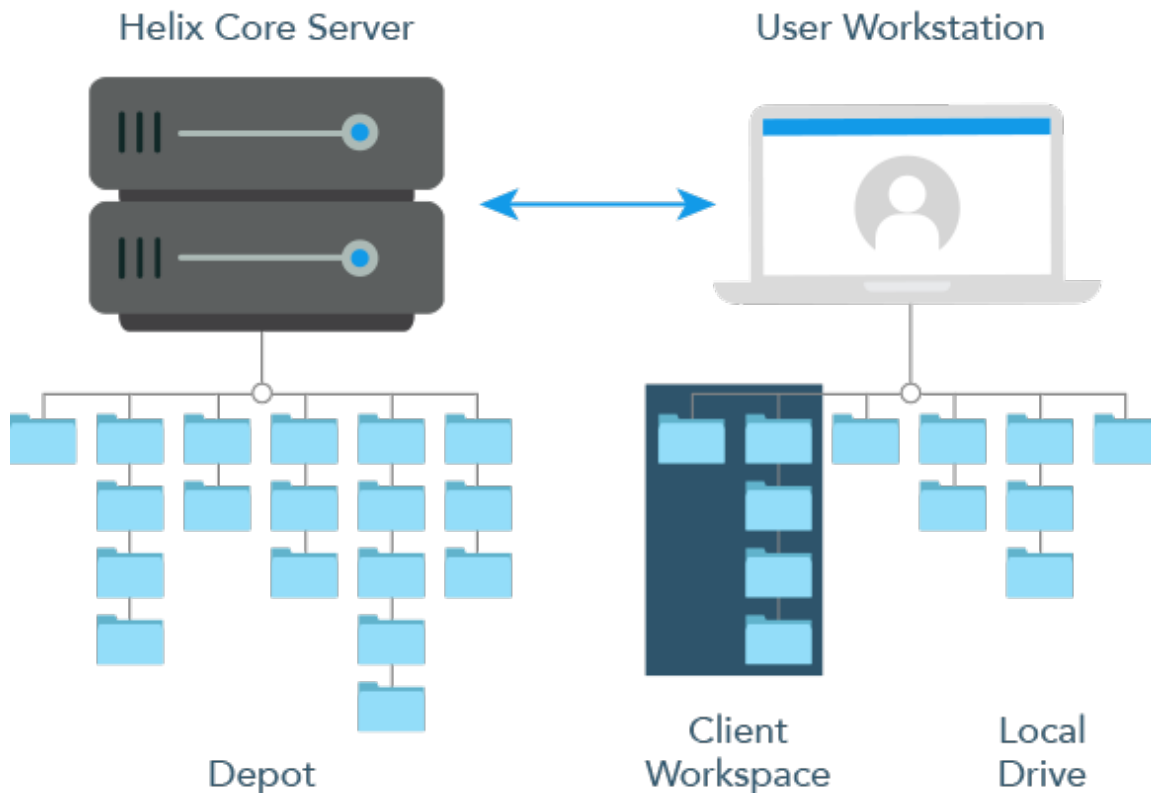 Helix Core Server
User Workstation
Depot
Client
Workspace
Local
Drive